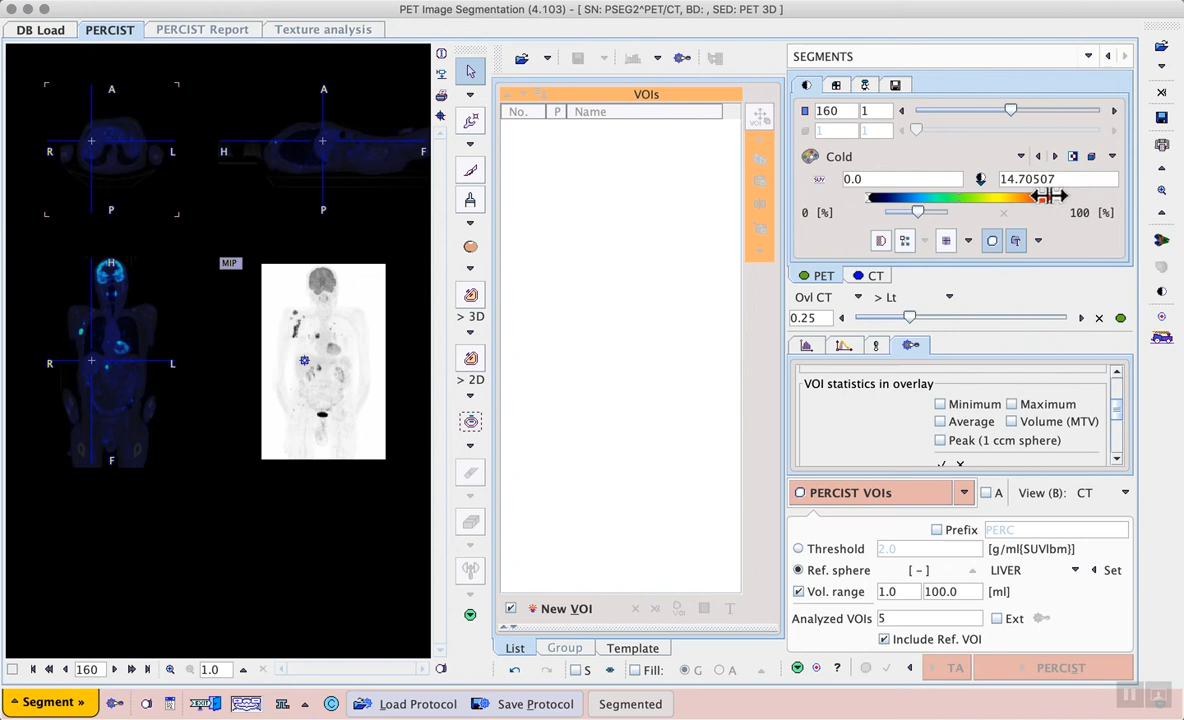 PET Image Segmentation (4.103) - [ SN: PSEG2^PET/CT, BD: , SED: PET 3D ]
DB Load
PERCIST
PERCIST Report
Texture analysis
SEGMENTS
VOIs
No.
P
Name
160
1
1
1
Cold
SUV
0.0
14.70507
0 [%]
100 [%]
PET
CT
Ovl CT
> Lt
0.25
VOI statistics in overlay
Minimum
Maximum
Average
Volume (MTV)
Peak (1 ccm sphere)
PERCIST VOIs
A
View (B):
CT
Prefix
PERC
Threshold
2.0
[g/ml{SUVlbm}]
Ref. sphere
[ - ]
LIVER
Set
Vol. range
1.0
100.0
[ml]
Analyzed VOIs
5
Ext
Include Ref. VOI
TA
PERCIST
A
A
R
L
H
F
P
P
H
R
L
F
MIP
> 3D
> 2D
New VOI
List
Group
Template
S
Fill:
G
A
160
1.0
Segment »
Load Protocol
Save Protocol
Segmented